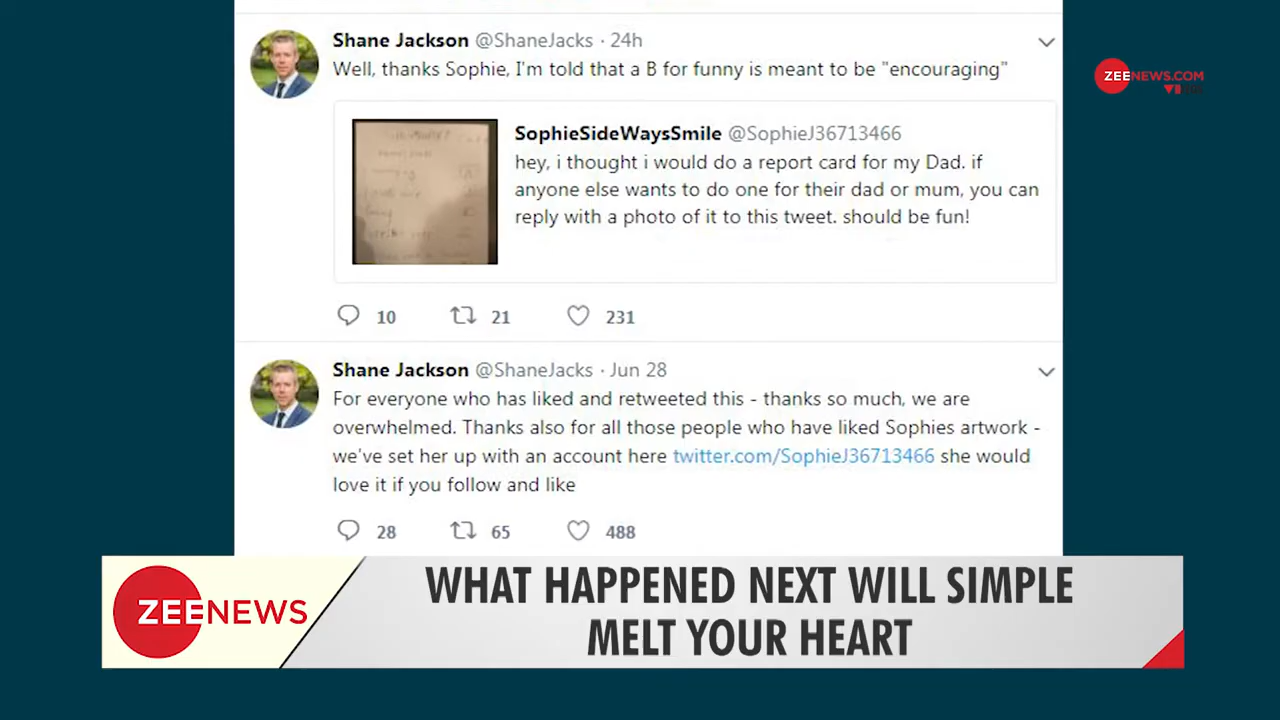 Shane Jackson @ShaneJacks · 24h
Well, thanks Sophie, I'm told that a B for funny is meant to be "encouraging"
ZEENEWS.COM
SophieSideWaysSmile @SophieJ36713466
hey, i thought i would do a report card for my Dad. if
anyone else wants to do one for their dad or mum, you can
reply with a photo of it to this tweet. should be fun!
10 21 231
Shane Jackson @ShaneJacks · Jun 28
For everyone who has liked and retweeted this - thanks so much, we are
overwhelmed. Thanks also for all those people who have liked Sophies artwork -
we've set her up with an account here twitter.com/SophieJ36713466 she would
love it if you follow and like
28 65 488
ZEENEWS
WHAT HAPPENED NEXT WILL SIMPLE
MELT YOUR HEART